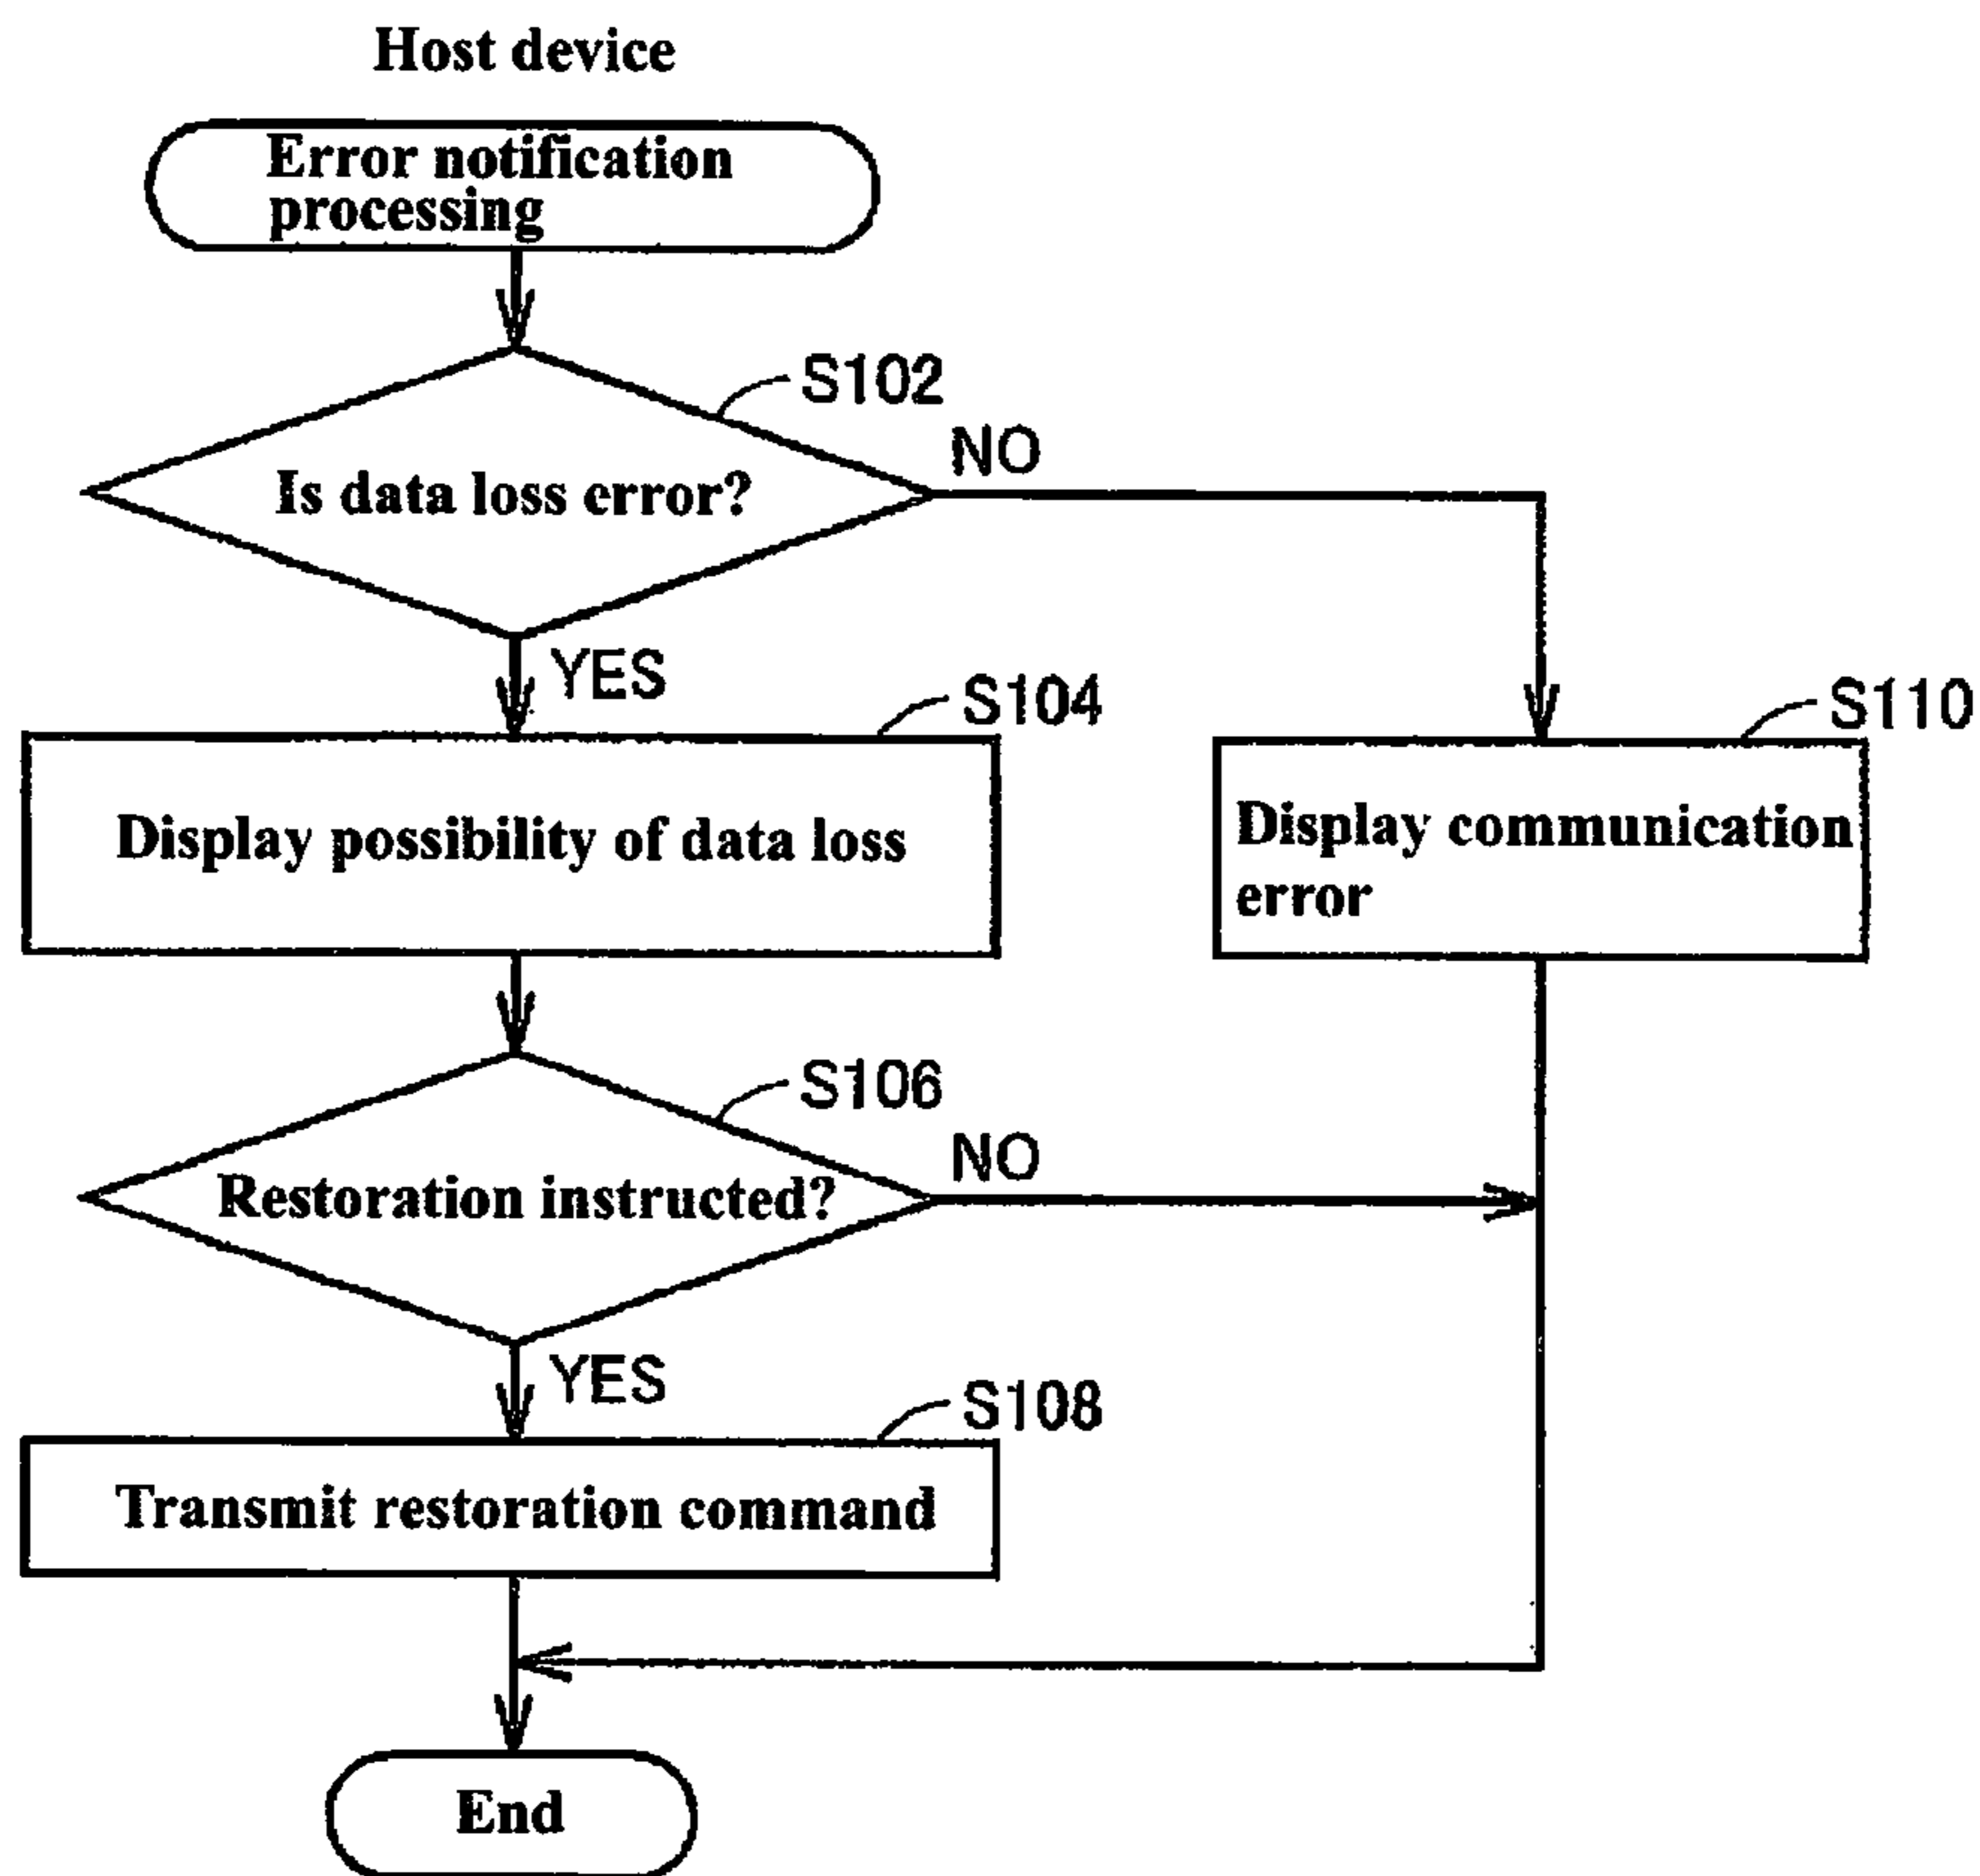 Host device
Error notification
processing
S102
Is data loss error?
NO
YES
S104
S110
Display possibility of data loss
Display communication
error
S106
Restoration instructed?
NO
YES
S108
Transmit restoration command
End